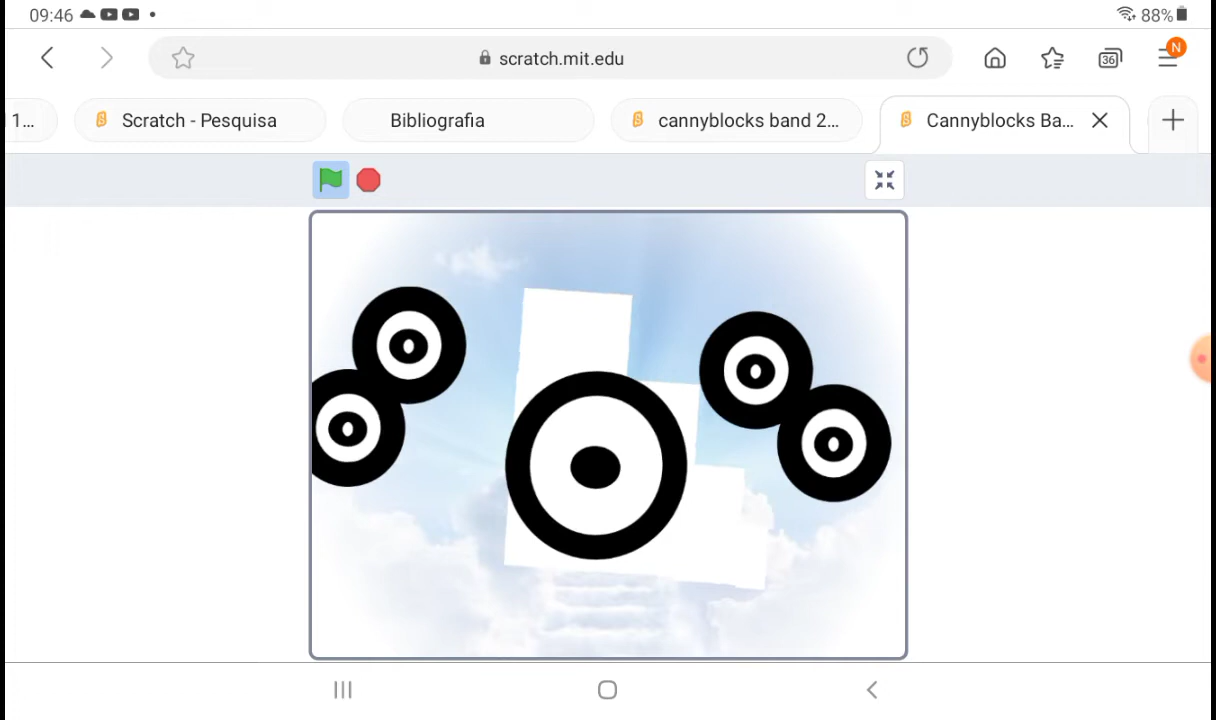 09:46
88%
scratch.mit.edu
36
N
1...
Scratch - Pesquisa
Bibliografia
cannyblocks band 2...
Cannyblocks Ba...